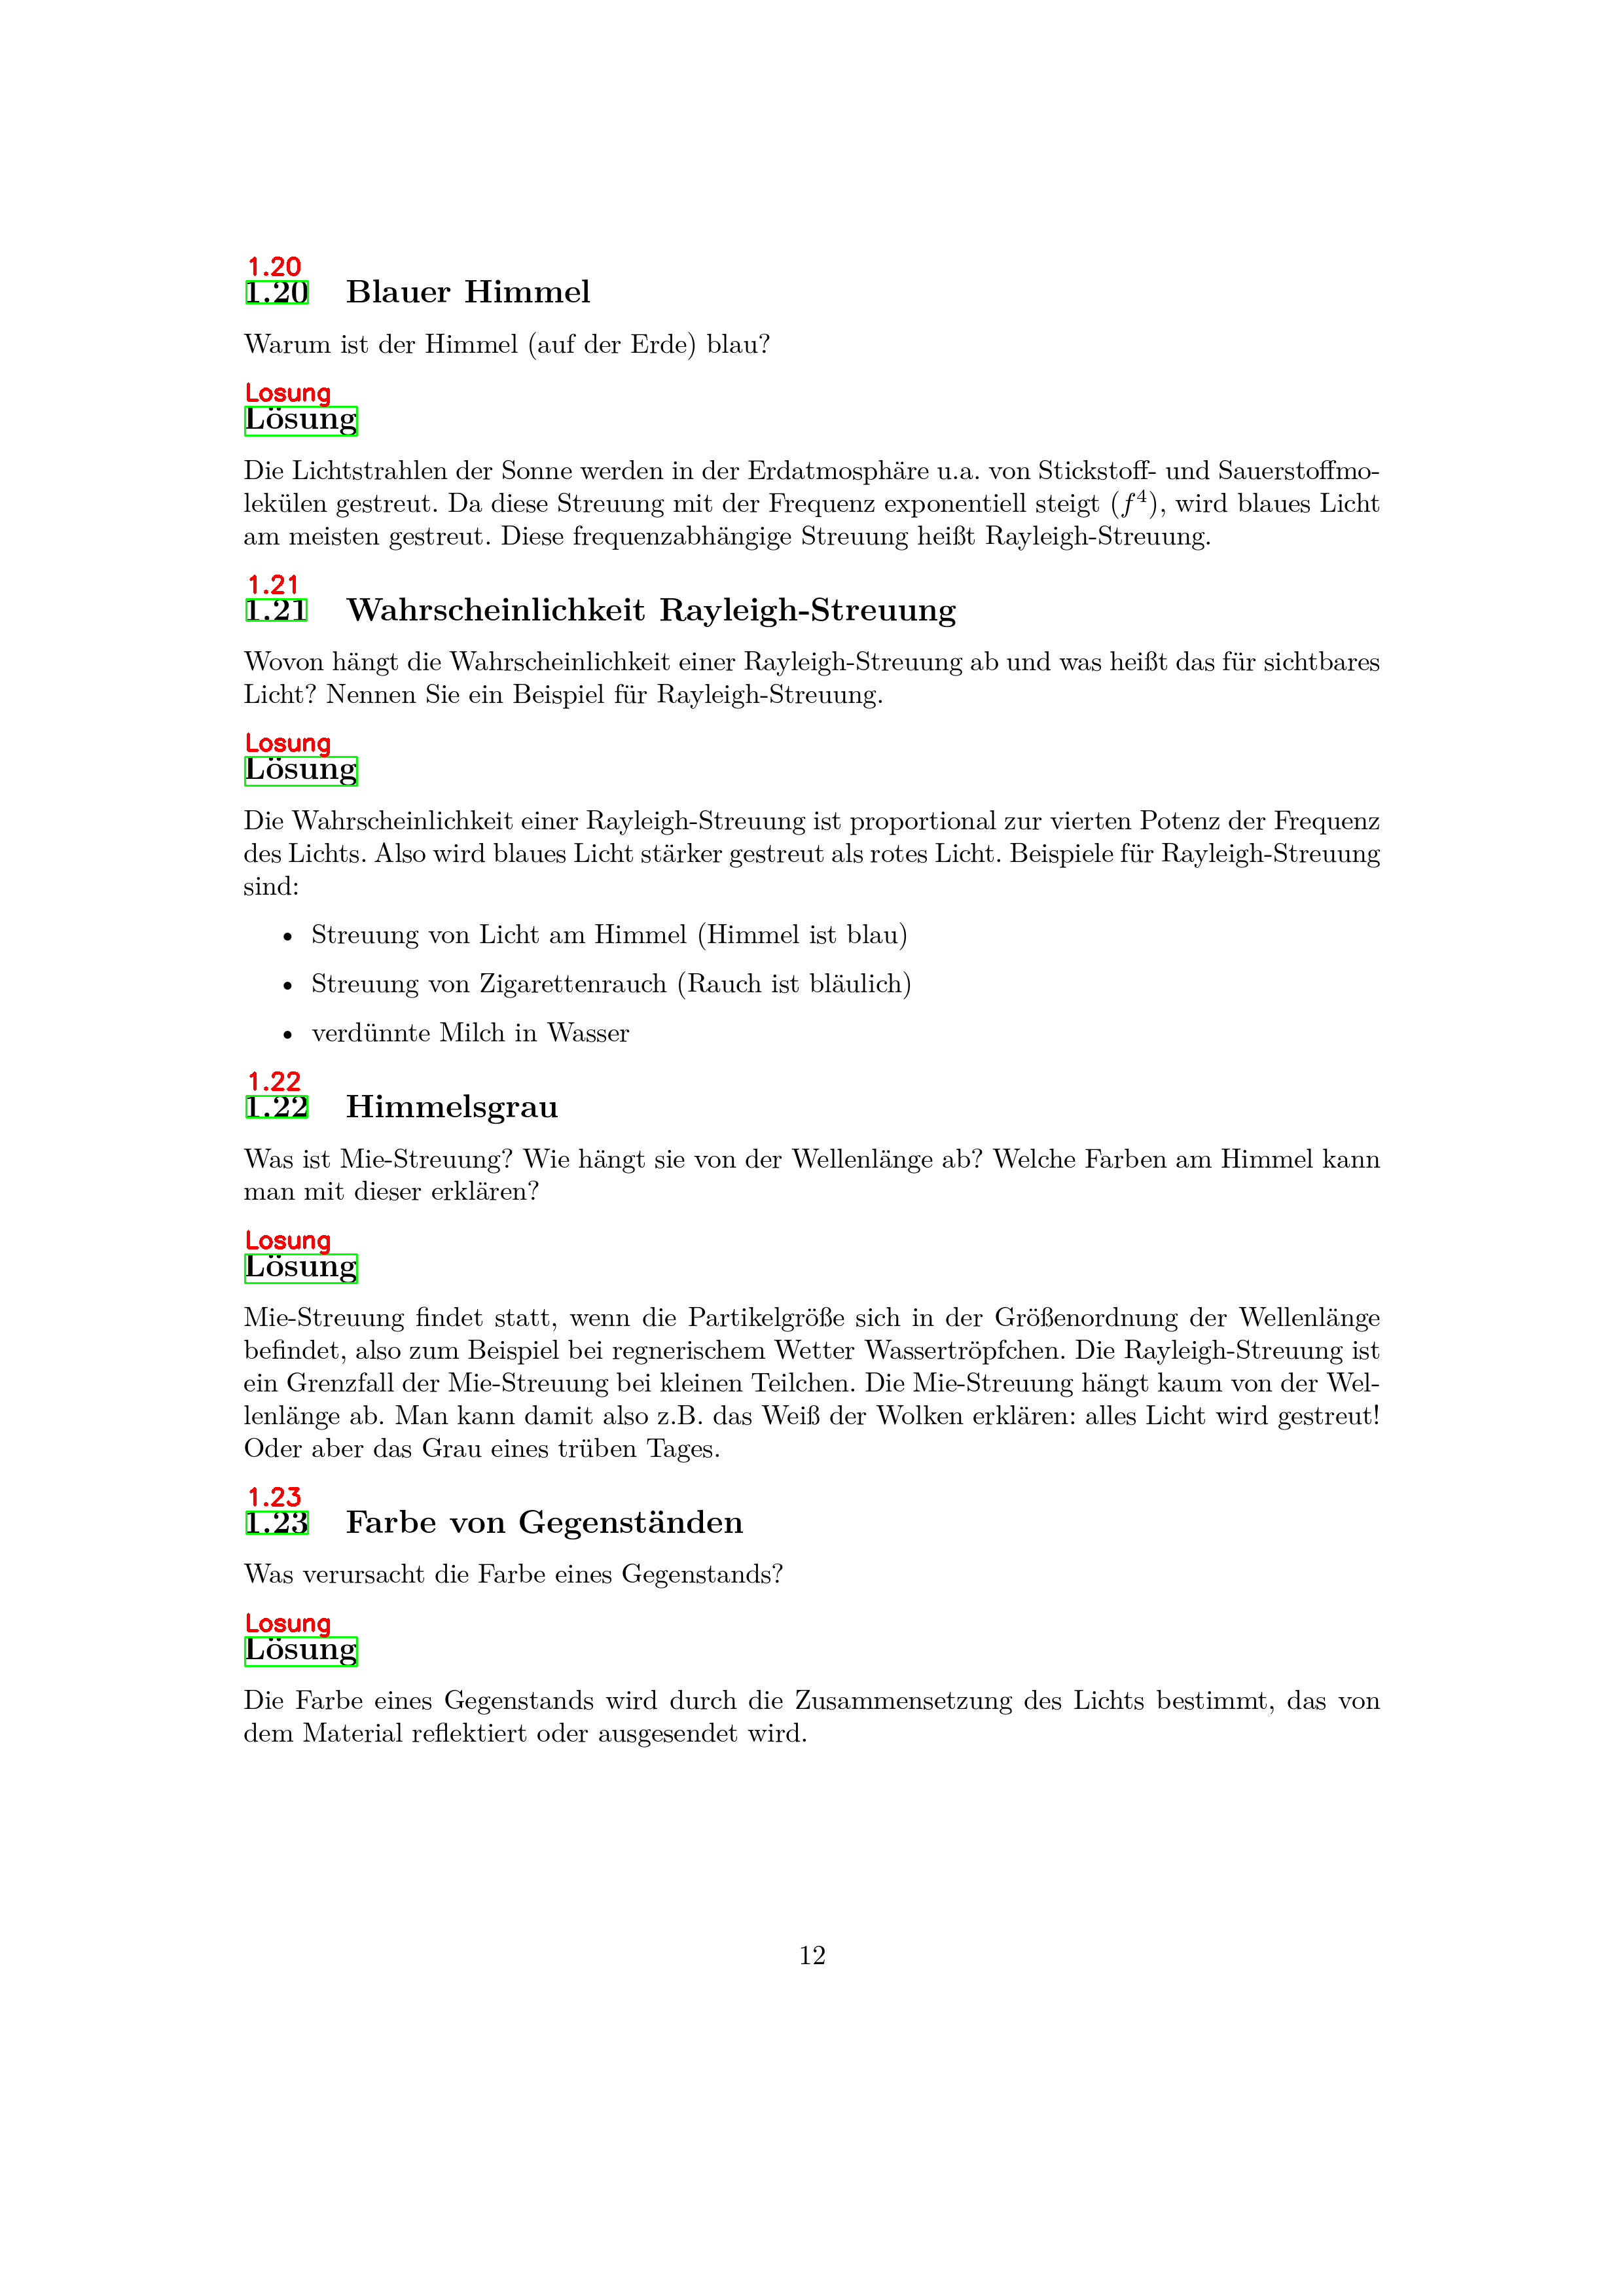 1.20
1.20 Blauer Himmel
Warum ist der Himmel (auf der Erde) blau?
Losung
Lösung
Die Lichtstrahlen der Sonne werden in der Erdatmosphäre u.a. von Stickstoff- und Sauerstoffmo-
lekülen gestreut. Da diese Streuung mit der Frequenz exponentiell steigt (f⁴), wird blaues Licht
am meisten gestreut. Diese frequenzabhängige Streuung heißt Rayleigh-Streuung.
1.21
1.21 Wahrscheinlichkeit Rayleigh-Streuung
Wovon hängt die Wahrscheinlichkeit einer Rayleigh-Streuung ab und was heißt das für sichtbares
Licht? Nennen Sie ein Beispiel für Rayleigh-Streuung.
Losung
Lösung
Die Wahrscheinlichkeit einer Rayleigh-Streuung ist proportional zur vierten Potenz der Frequenz
des Lichts. Also wird blaues Licht stärker gestreut als rotes Licht. Beispiele für Rayleigh-Streuung
sind:
• Streuung von Licht am Himmel (Himmel ist blau)
• Streuung von Zigarettenrauch (Rauch ist bläulich)
• verdünnte Milch in Wasser
1.22
1.22 Himmelsgrau
Was ist Mie-Streuung? Wie hängt sie von der Wellenlänge ab? Welche Farben am Himmel kann
man mit dieser erklären?
Losung
Lösung
Mie-Streuung findet statt, wenn die Partikelgröße sich in der Größenordnung der Wellenlänge
befindet, also zum Beispiel bei regnerischem Wetter Wassertröpfchen. Die Rayleigh-Streuung ist
ein Grenzfall der Mie-Streuung bei kleinen Teilchen. Die Mie-Streuung hängt kaum von der Wel-
lenlänge ab. Man kann damit also z.B. das Weiß der Wolken erklären: alles Licht wird gestreut!
Oder aber das Grau eines trüben Tages.
1.23
1.23 Farbe von Gegenständen
Was verursacht die Farbe eines Gegenstands?
Losung
Lösung
Die Farbe eines Gegenstands wird durch die Zusammensetzung des Lichts bestimmt, das von
dem Material reflektiert oder ausgesendet wird.
12